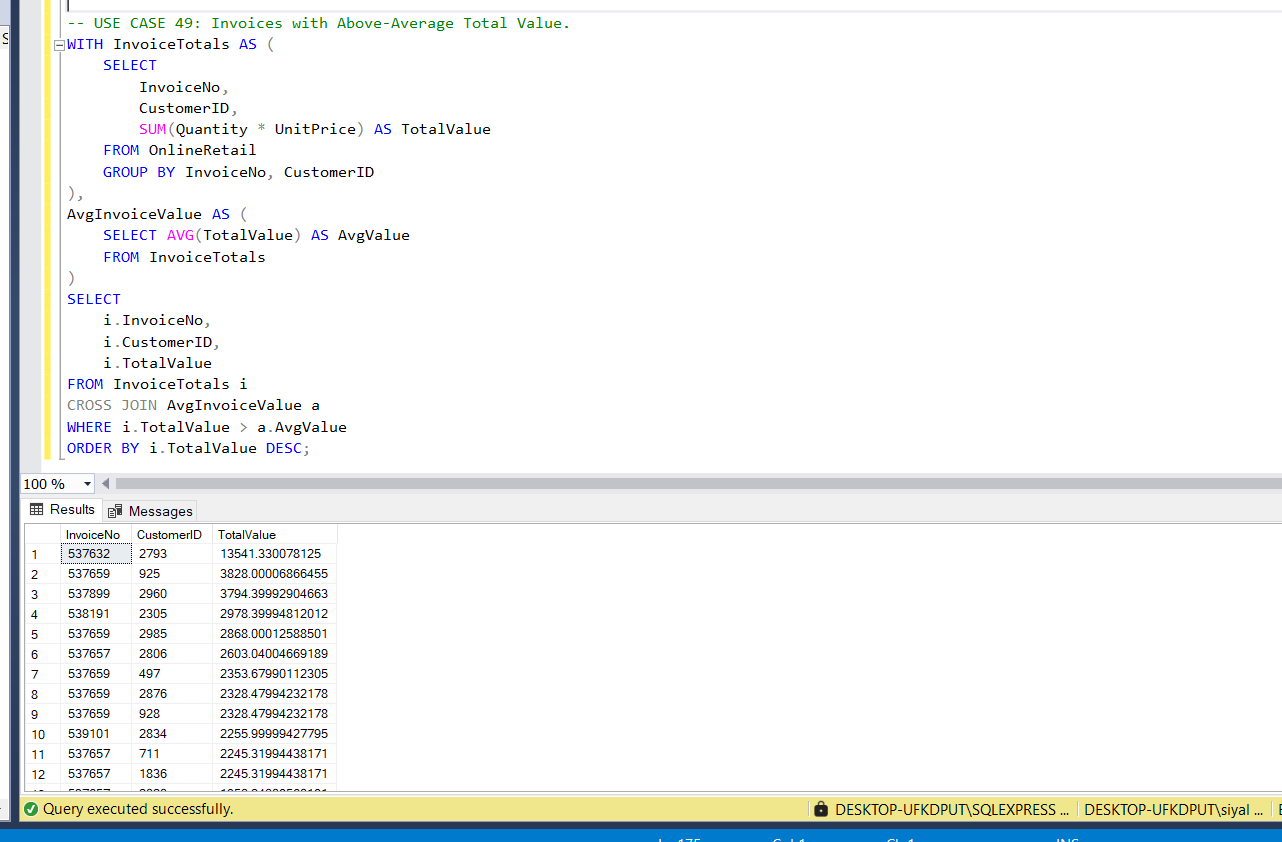 S
-- USE CASE 49: Invoices with Above-Average Total Value.
WITH InvoiceTotals AS (
SELECT
InvoiceNo,
CustomerID,
SUM(Quantity * UnitPrice) AS TotalValue
FROM OnlineRetail
GROUP BY InvoiceNo, CustomerID
),
AvgInvoiceValue AS (
SELECT AVG(TotalValue) AS AvgValue
FROM InvoiceTotals
)
SELECT
i.InvoiceNo,
i.CustomerID,
i.TotalValue
FROM InvoiceTotals i
CROSS JOIN AvgInvoiceValue a
WHERE i.TotalValue > a.AvgValue
ORDER BY i.TotalValue DESC;
100 %
Results Messages
InvoiceNo CustomerID TotalValue
1 537632 2793 13541.330078125
2 537659 925 3828.00006866455
3 537899 2960 3794.39992904663
4 538191 2305 2978.39994812012
5 537659 2985 2868.00012588501
6 537657 2806 2603.04004669189
7 537659 497 2353.67990112305
8 537659 2876 2328.47994232178
9 537659 928 2328.47994232178
10 539101 2834 2255.99999427795
11 537657 711 2245.31994438171
12 537657 1836 2245.31994438171
Query executed successfully. DESKTOP-UFKDPUT\SQLEXPRESS ... DESKTOP-UFKDPUT\siyal ...